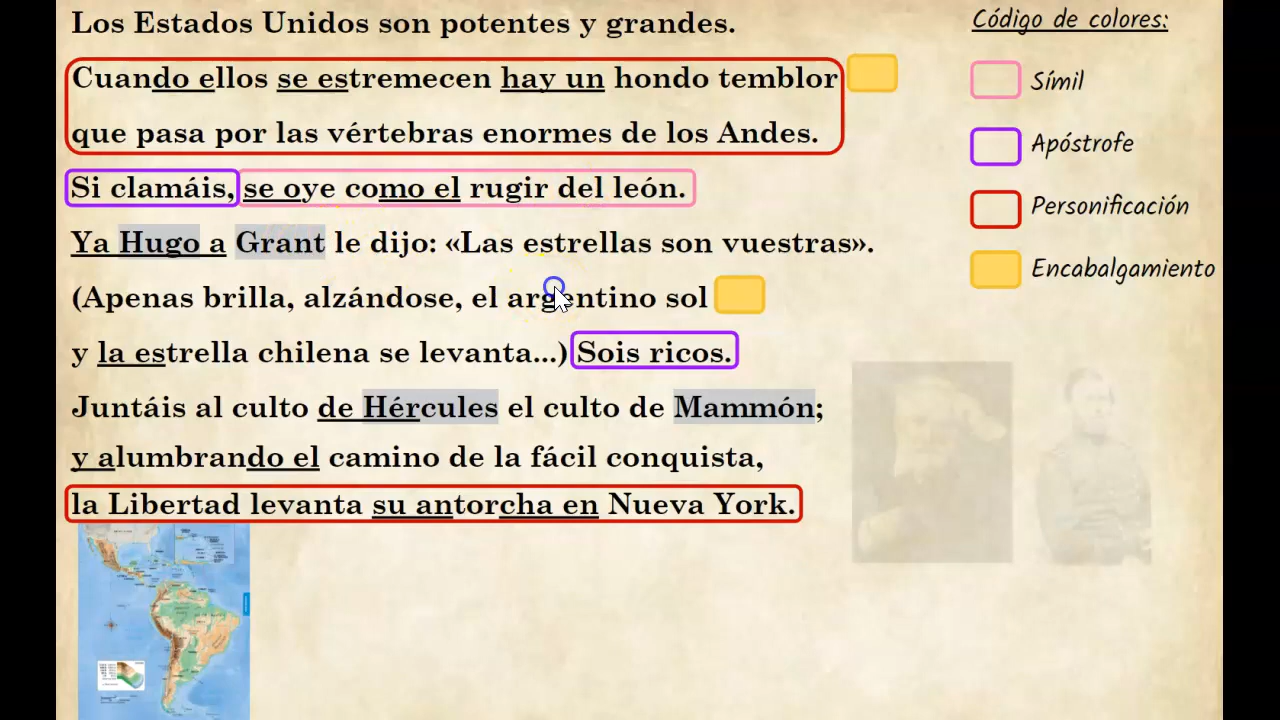 Los Estados Unidos son potentes y grandes.
Cuando ellos se estremecen hay un hondo temblor
que pasa por las vértebras enormes de los Andes.
Si clamáis, se oye como el rugir del león.
Ya Hugo a Grant le dijo: «Las estrellas son vuestras».
(Apenas brilla, alzándose, el argentino sol
y la estrella chilena se levanta...) Sois ricos.
Juntáis al culto de Hércules el culto de Mammón;
y alumbrando el camino de la fácil conquista,
la Libertad levanta su antorcha en Nueva York.
Código de colores:
Símil
Apóstrofe
Personificación
Encabalgamiento